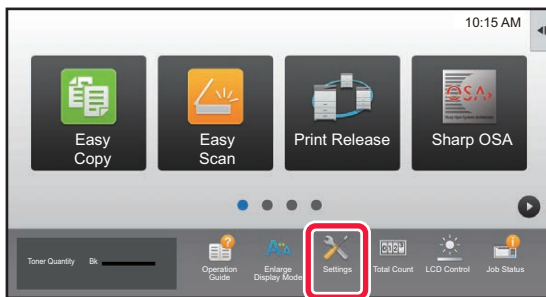 10:15 AM
Easy
Copy
Easy
Scan
Print Release
Sharp OSA
Toner Quantity Bk
Operation
Guide
Enlarge
Display Mode
Settings
Total Count
LCD Control
Job Status